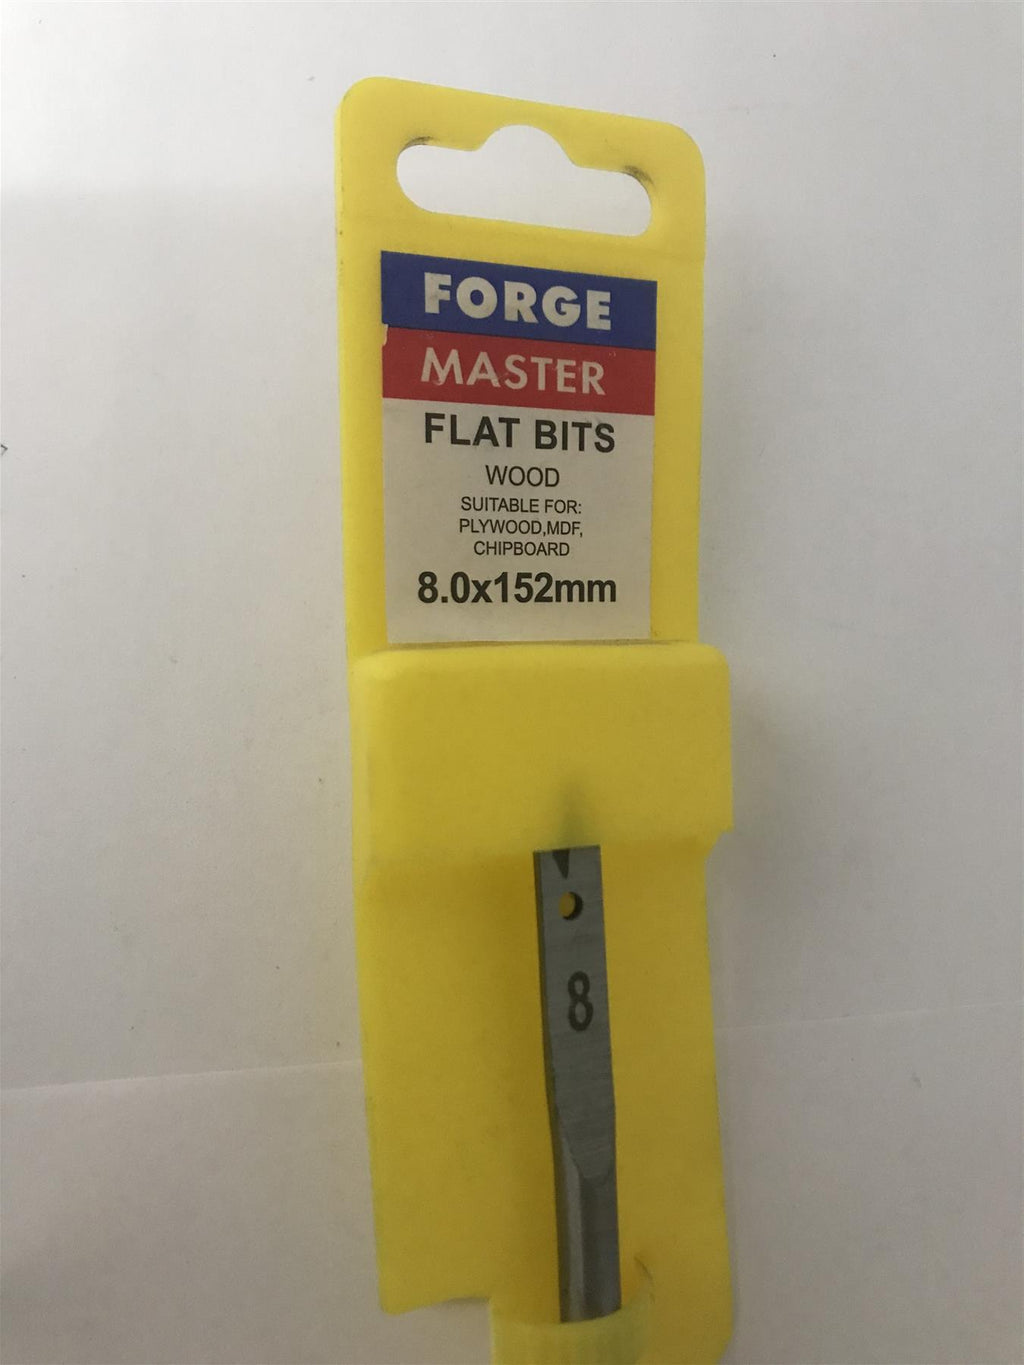 FORGE
MASTER
FLAT BITS
WOOD
SUITABLE FOR:
PLYWOOD,MDF,
CHIPBOARD
8.0x152mm
8